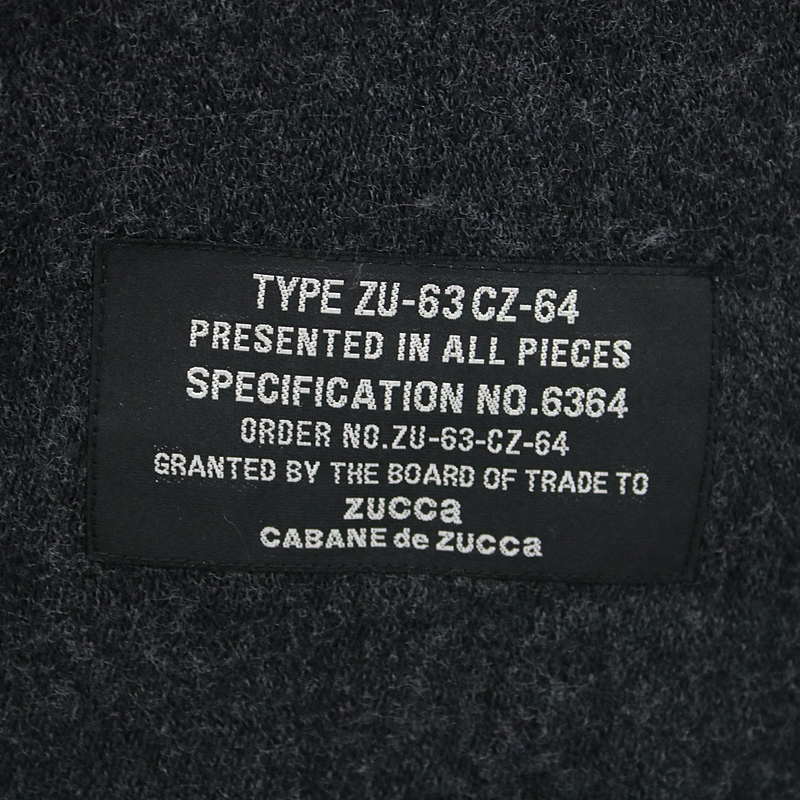 TYPE ZU-63 CZ-64
PRESENTED IN ALL PIECES
SPECIFICATION NO.6364
ORDER NO.ZU-63-CZ-64
GRANTED BY THE BOARD OF TRADE TO
zucca
CABANE de zucca